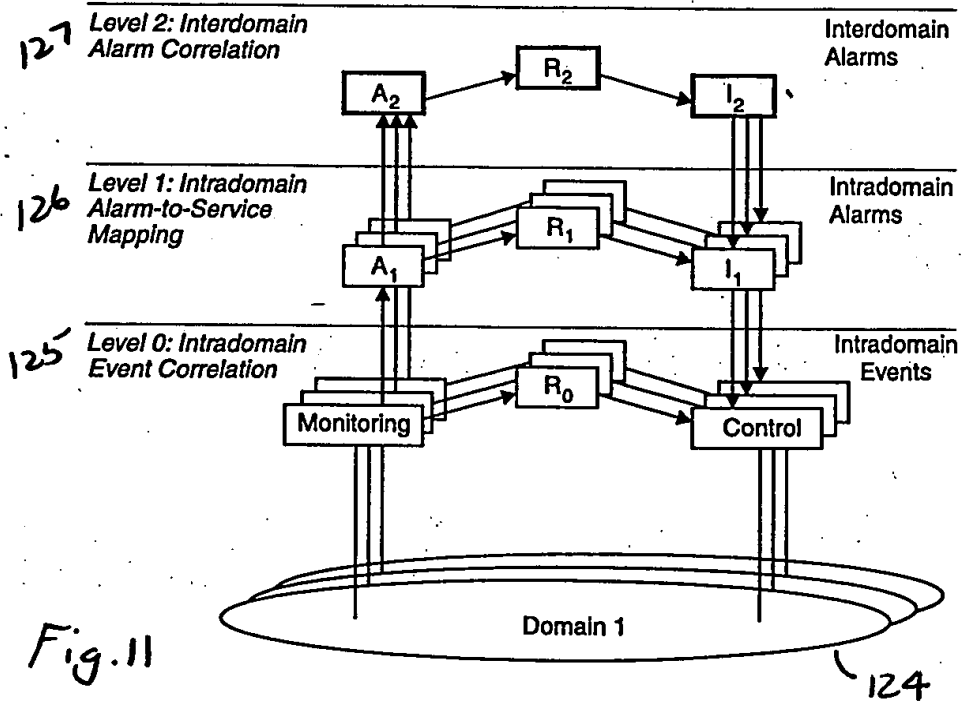 127
Level 2: Interdomain
Alarm Correlation
Interdomain
Alarms
A2
R2
I2
126
Level 1: Intradomain
Alarm-to-Service
Mapping
Intradomain
Alarms
A1
R1
I1
125
Level 0: Intradomain
Event Correlation
Intradomain
Events
R0
Monitoring
Control
Domain 1
Fig. 11
124